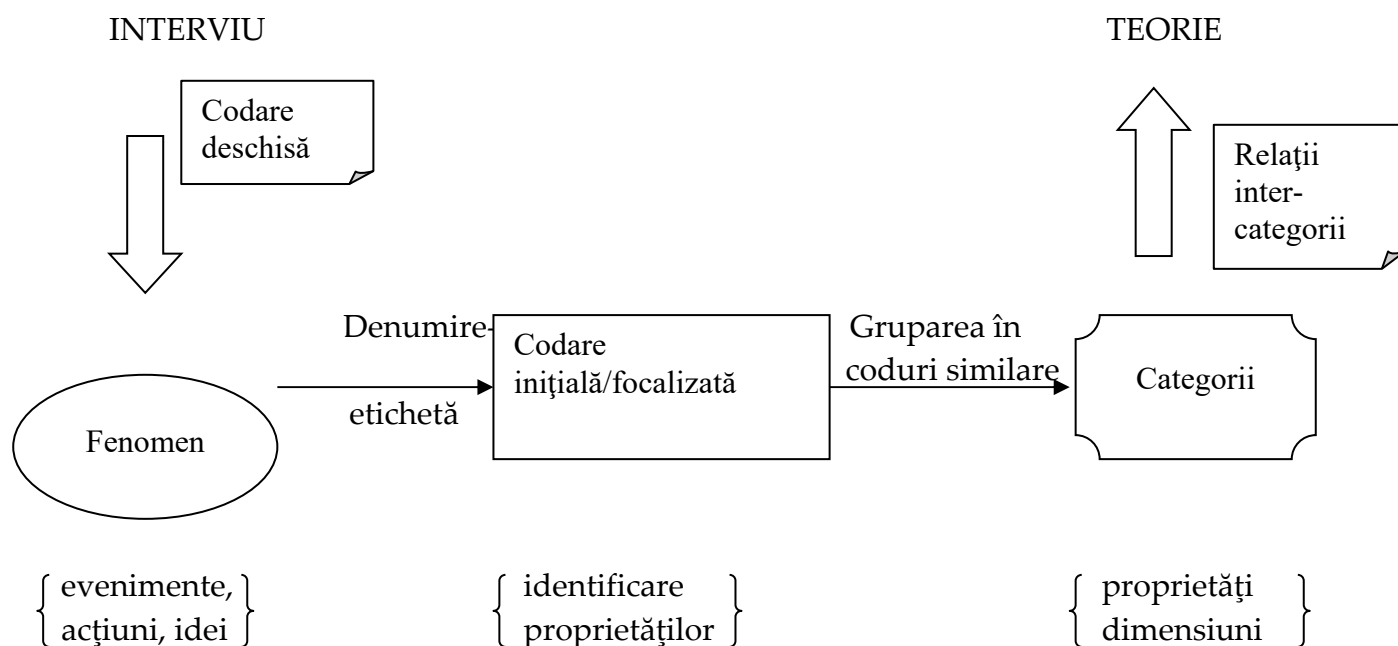 INTERVIU
TEORIE
Codare
deschisă
Relaţii
inter-
categorii
Denumire-
etichetă
Codare
iniţială/focalizată
Gruparea în
coduri similare
Categorii
Fenomen
evenimente,
acţiuni, idei
identificare
proprietăţilor
proprietăţi
dimensiuni